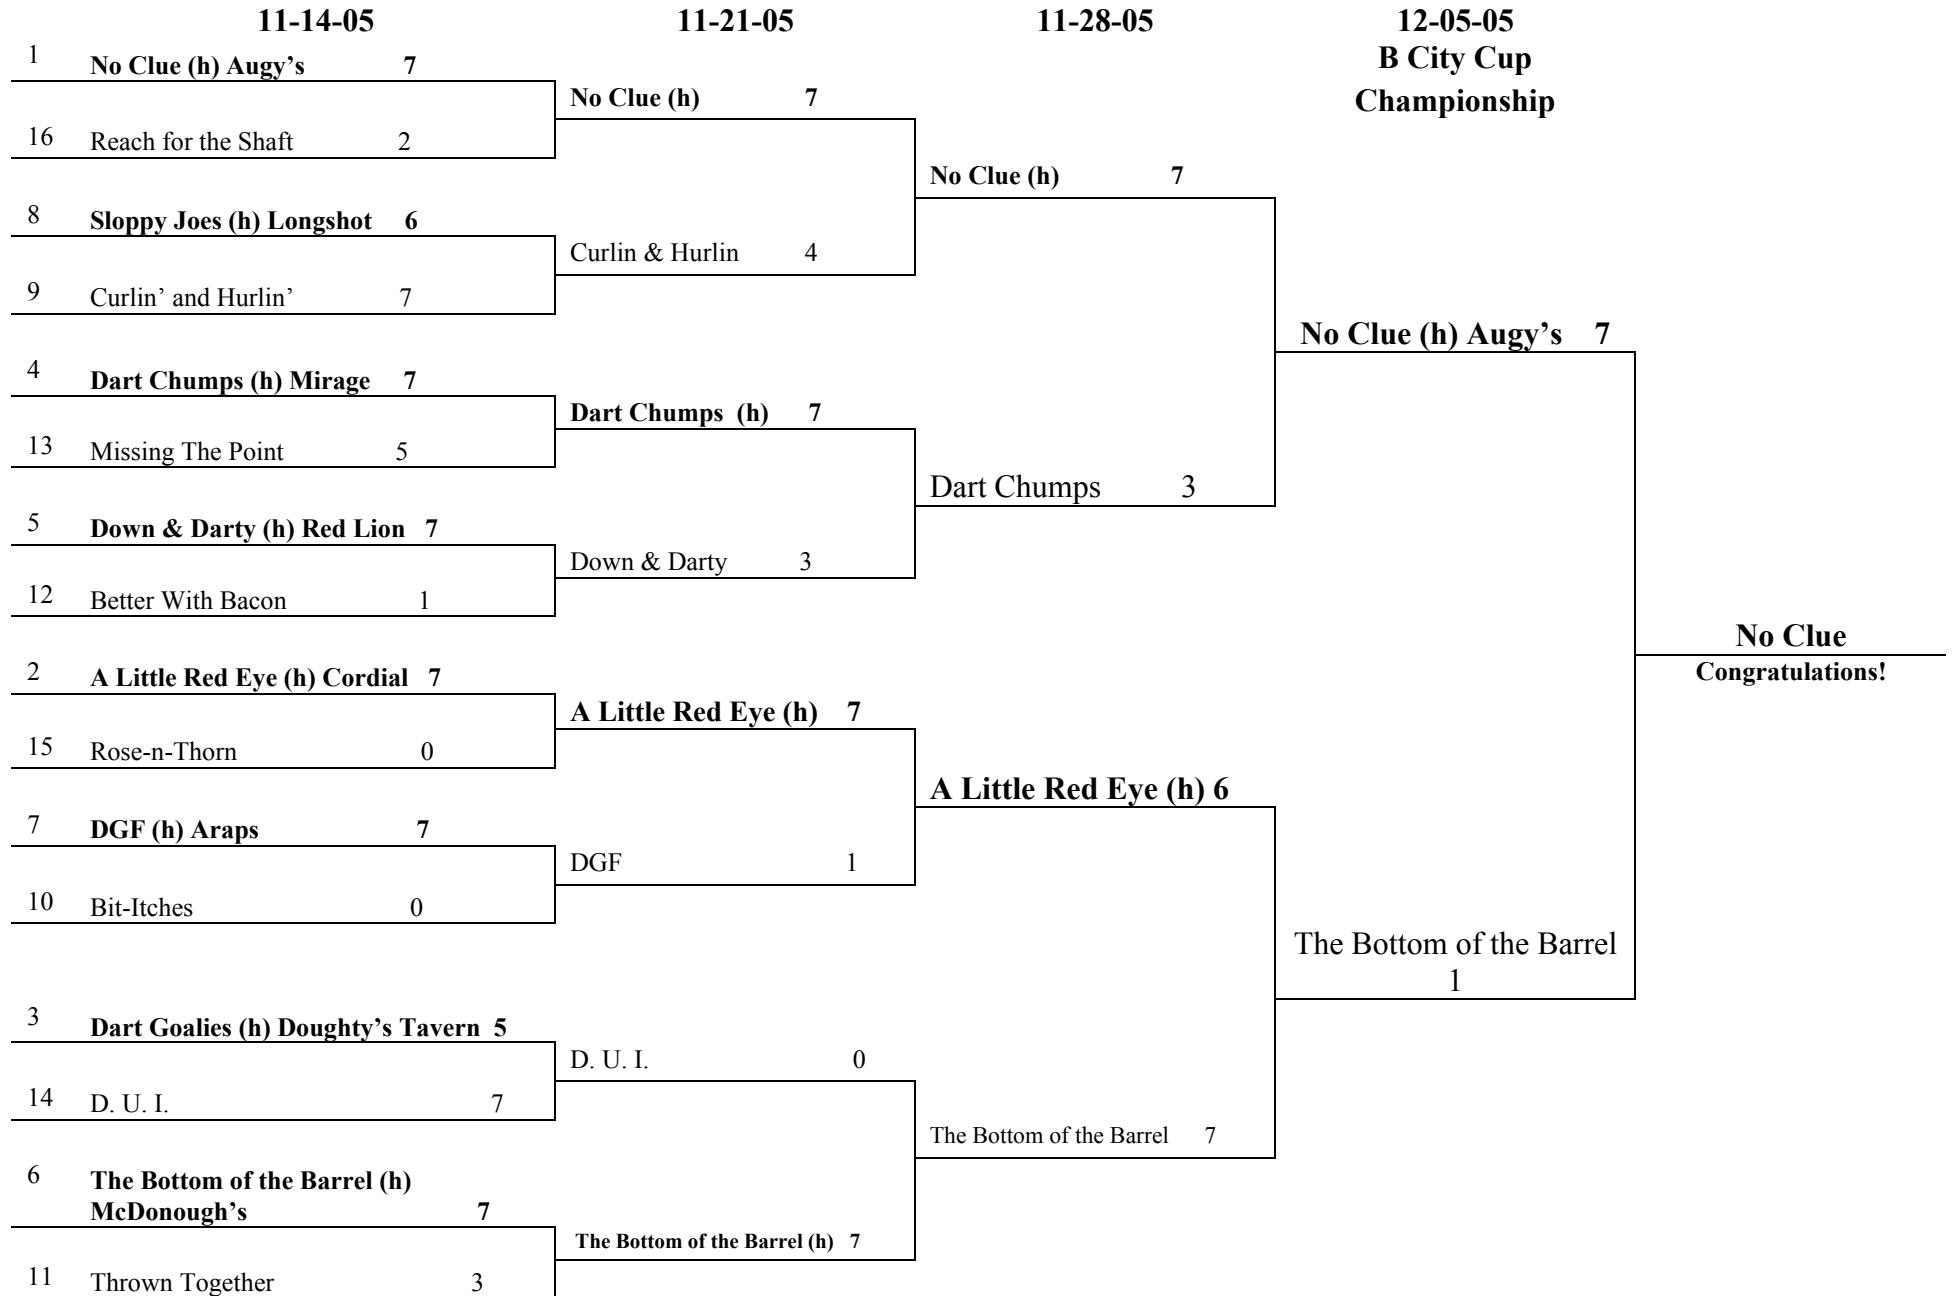 11-14-05 11-21-05 11-28-05 12-05-05
B City Cup
Championship
1 No Clue (h) Augy’s 7
16 Reach for the Shaft 2
8 Sloppy Joes (h) Longshot 6
9 Curlin’ and Hurlin’ 7
4 Dart Chumps (h) Mirage 7
13 Missing The Point 5
5 Down & Darty (h) Red Lion 7
12 Better With Bacon 1
2 A Little Red Eye (h) Cordial 7
15 Rose-n-Thorn 0
7 DGF (h) Araps 7
10 Bit-Itches 0
3 Dart Goalies (h) Doughty’s Tavern 5
14 D. U. I. 7
6 The Bottom of the Barrel (h)
McDonough’s 7
11 Thrown Together 3
No Clue (h) 7
Curlin & Hurlin 4
Dart Chumps (h) 7
Down & Darty 3
A Little Red Eye (h) 7
DGF 1
D. U. I. 0
The Bottom of the Barrel (h) 7
No Clue (h) 7
Dart Chumps 3
A Little Red Eye (h) 6
The Bottom of the Barrel 7
No Clue (h) Augy’s 7
The Bottom of the Barrel
1
No Clue
Congratulations!